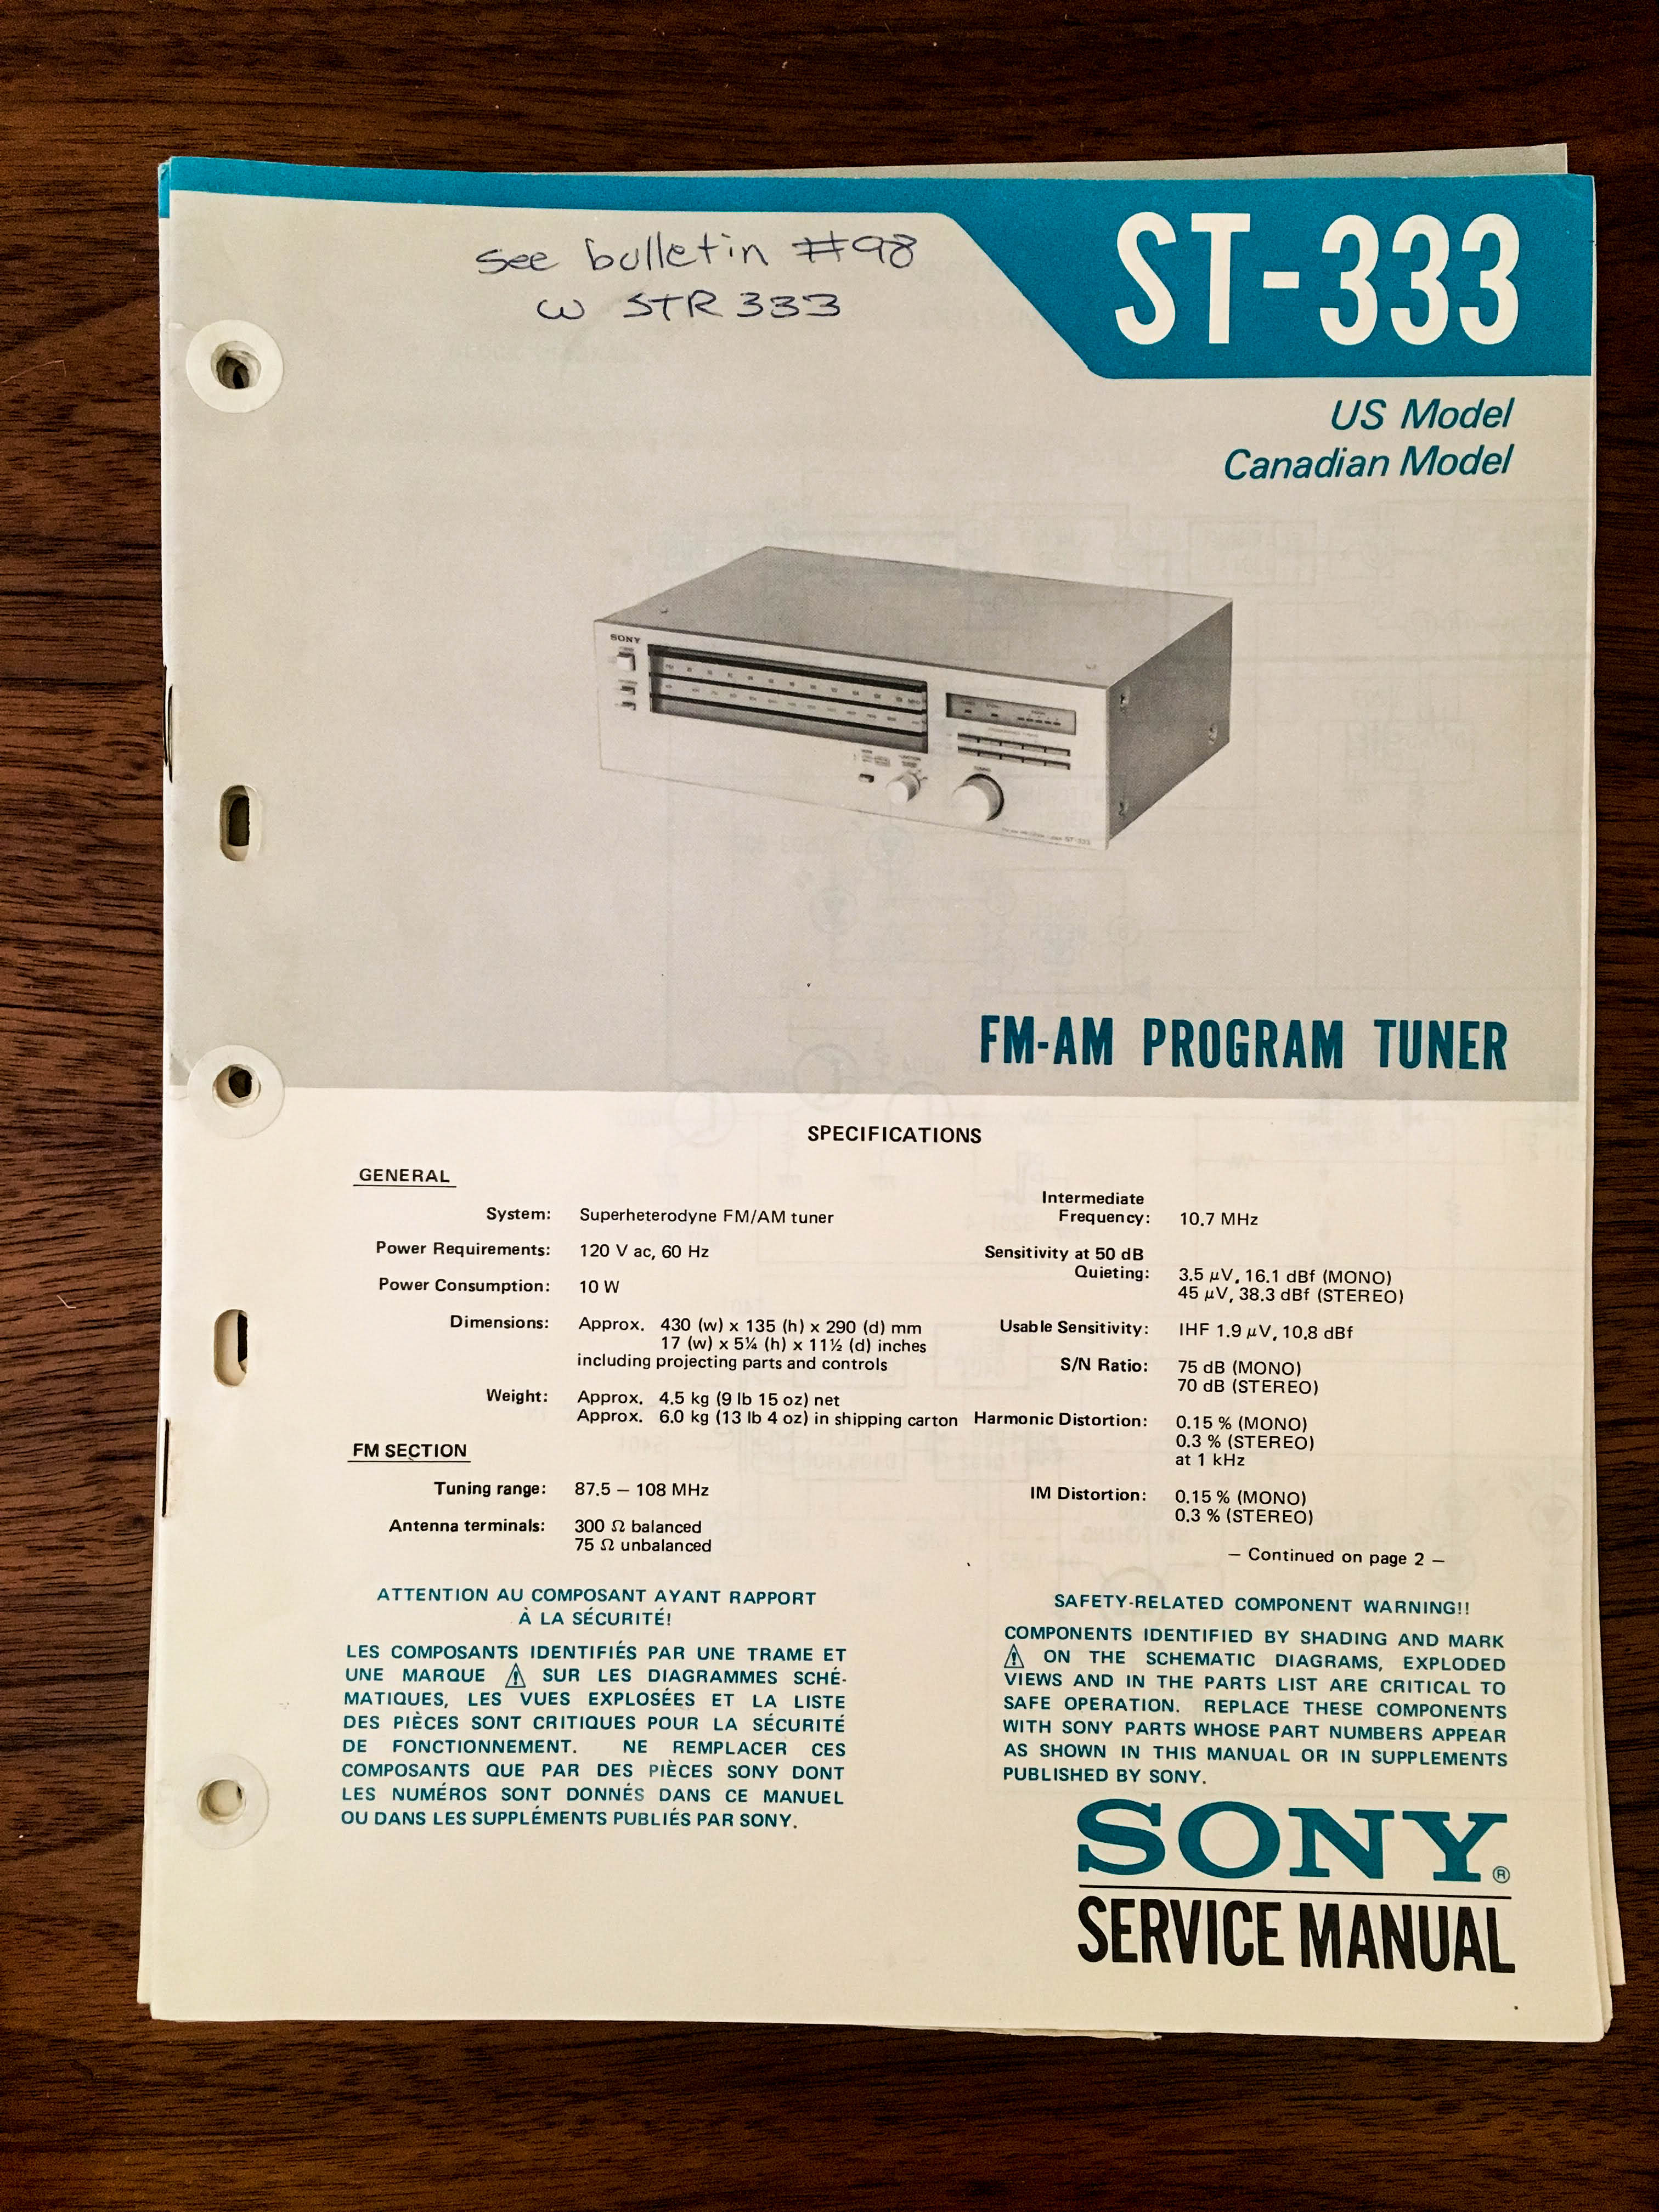 see bulletin #98
w STR 333
ST-333
US Model
Canadian Model
SONY
ST-333
FM-AM PROGRAM TUNER
SPECIFICATIONS
GENERAL
System: Superheterodyne FM/AM tuner
Power Requirements: 120 V ac, 60 Hz
Power Consumption: 10 W
Dimensions: Approx. 430 (w) x 135 (h) x 290 (d) mm
17 (w) x 5¼ (h) x 11½ (d) inches
including projecting parts and controls
Weight: Approx. 4.5 kg (9 lb 15 oz) net
Approx. 6.0 kg (13 lb 4 oz) in shipping carton
FM SECTION
Tuning range: 87.5 – 108 MHz
Antenna terminals: 300 Ω balanced
75 Ω unbalanced
Intermediate
Frequency: 10.7 MHz
Sensitivity at 50 dB
Quieting: 3.5 μV, 16.1 dBf (MONO)
45 μV, 38.3 dBf (STEREO)
Usable Sensitivity: IHF 1.9 μV, 10.8 dBf
S/N Ratio: 75 dB (MONO)
70 dB (STEREO)
Harmonic Distortion: 0.15 % (MONO)
0.3 % (STEREO)
at 1 kHz
IM Distortion: 0.15 % (MONO)
0.3 % (STEREO)
– Continued on page 2 –
ATTENTION AU COMPOSANT AYANT RAPPORT
À LA SÉCURITÉ!
LES COMPOSANTS IDENTIFIÉS PAR UNE TRAME ET
UNE MARQUE ⚠ SUR LES DIAGRAMMES SCHÉ-
MATIQUES, LES VUES EXPLOSÉES ET LA LISTE
DES PIÈCES SONT CRITIQUES POUR LA SÉCURITÉ
DE FONCTIONNEMENT. NE REMPLACER CES
COMPOSANTS QUE PAR DES PIÈCES SONY DONT
LES NUMÉROS SONT DONNÉS DANS CE MANUEL
OU DANS LES SUPPLÉMENTS PUBLIÉS PAR SONY.
SAFETY-RELATED COMPONENT WARNING!!
COMPONENTS IDENTIFIED BY SHADING AND MARK
⚠ ON THE SCHEMATIC DIAGRAMS, EXPLODED
VIEWS AND IN THE PARTS LIST ARE CRITICAL TO
SAFE OPERATION. REPLACE THESE COMPONENTS
WITH SONY PARTS WHOSE PART NUMBERS APPEAR
AS SHOWN IN THIS MANUAL OR IN SUPPLEMENTS
PUBLISHED BY SONY.
SONY®
SERVICE MANUAL